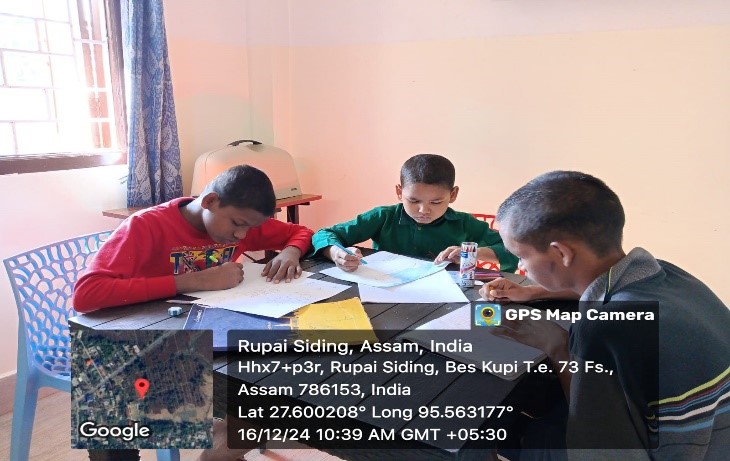 GPS Map Camera
Rupai Siding, Assam, India
Hhx7+p3r, Rupai Siding, Bes Kupi T.e. 73 Fs.,
Assam 786153, India
Lat 27.600208° Long 95.563177°
16/12/24 10:39 AM GMT +05:30
Google